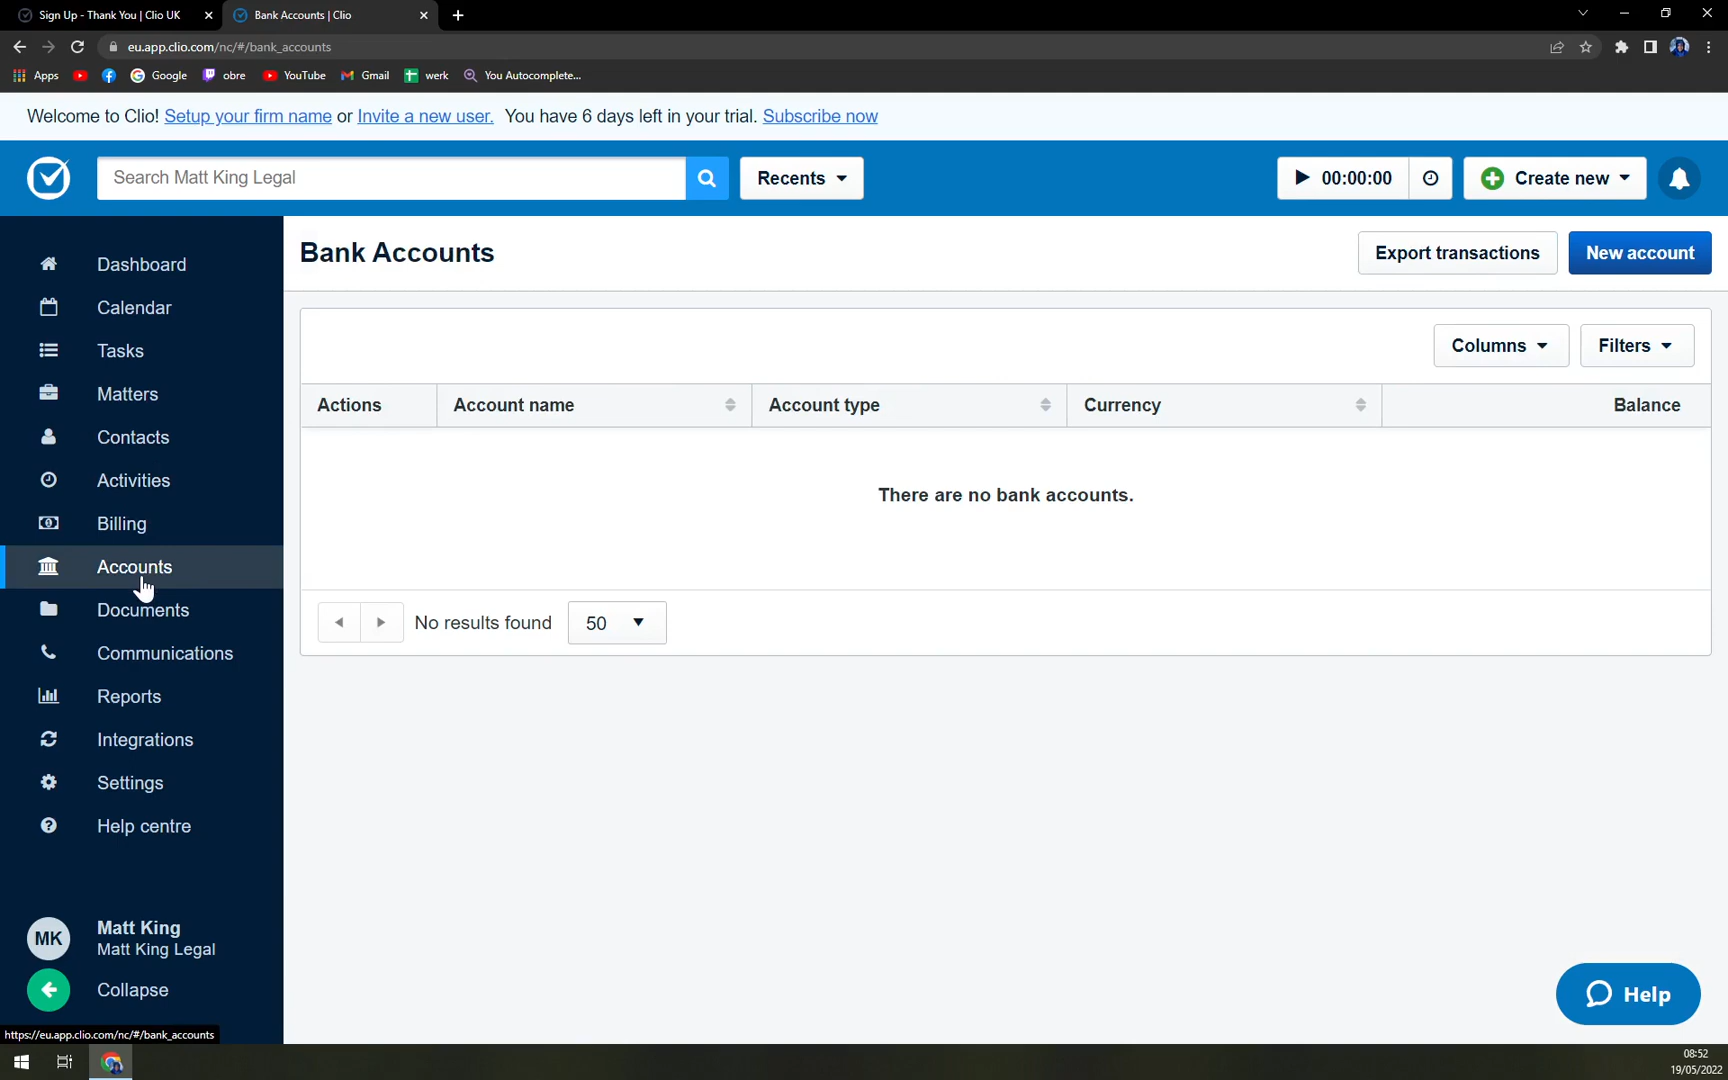 Sign Up - Thank You | Clio UK
Bank Accounts | Clio
eu.app.clio.com/nc/#/bank_accounts
Apps
Google
obre
YouTube
Gmail
werk
You Autocomplete...
Welcome to Clio! Setup your firm name or Invite a new user. You have 6 days left in your trial. Subscribe now
Search Matt King Legal
Recents
00:00:00
Create new
Dashboard
Calendar
Tasks
Matters
Contacts
Activities
Billing
Accounts
Documents
Communications
Reports
Integrations
Settings
Help centre
MK
Matt King
Matt King Legal
Collapse
Bank Accounts
Export transactions
New account
Columns
Filters
Actions
Account name
Account type
Currency
Balance
There are no bank accounts.
No results found
50
Help
https://eu.app.clio.com/nc/#/bank_accounts
08:52
19/05/2022